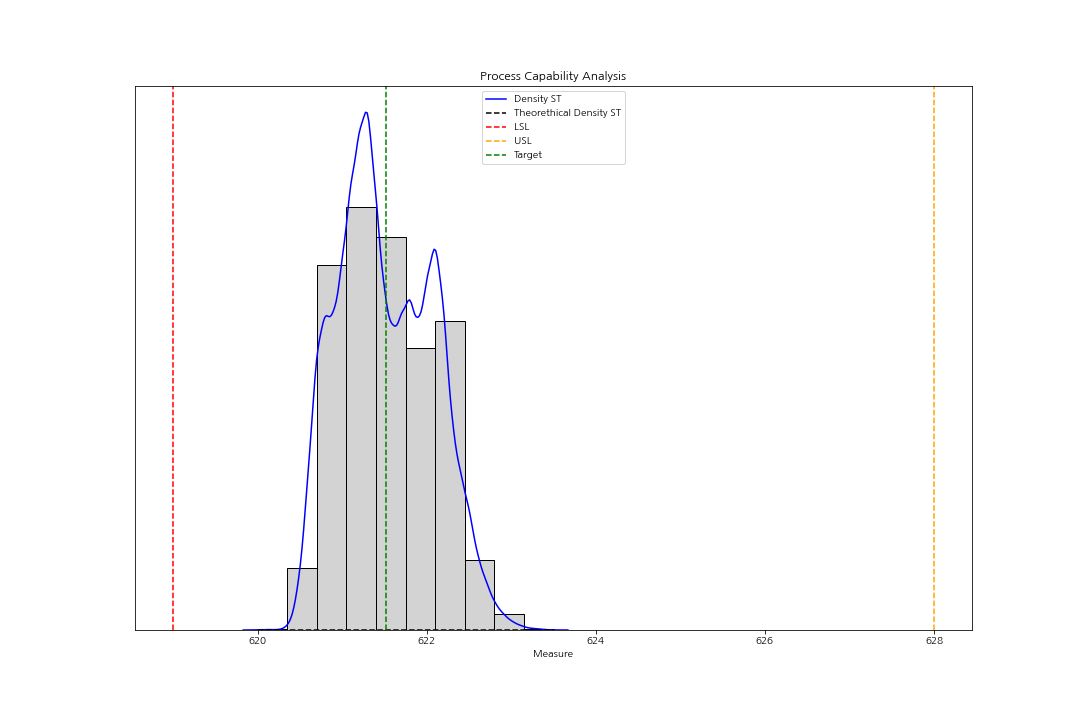 Process Capability Analysis
Density ST
Theorethical Density ST
LSL
USL
Target
620 622 624 626 628
Measure